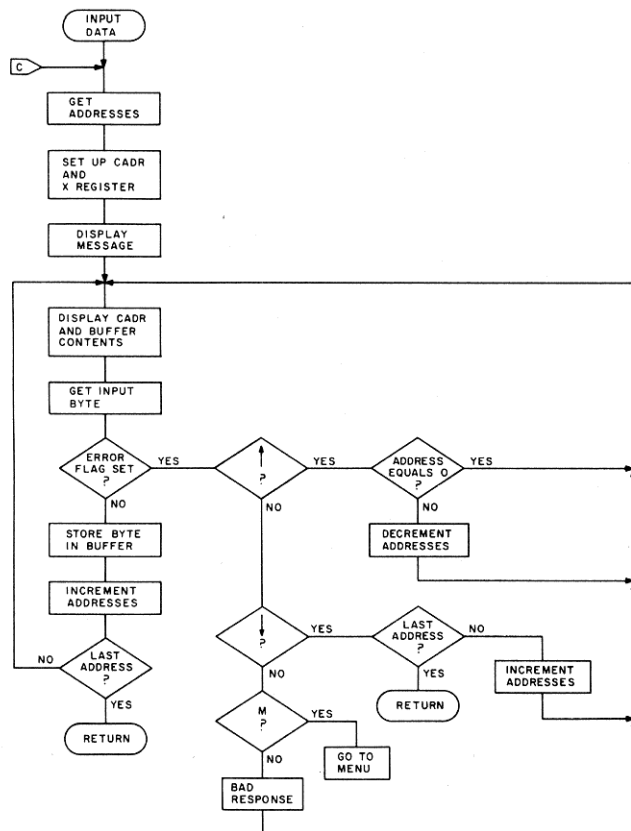 INPUT
DATA
C
GET
ADDRESSES
SET UP CADR
AND
X REGISTER
DISPLAY
MESSAGE
DISPLAY CADR
AND BUFFER
CONTENTS
GET INPUT
BYTE
ERROR
FLAG SET
?
YES
NO
?
YES
NO
ADDRESS
EQUALS 0
?
YES
NO
STORE BYTE
IN BUFFER
DECREMENT
ADDRESSES
INCREMENT
ADDRESSES
LAST
ADDRESS
?
NO
YES
RETURN
?
YES
NO
LAST
ADDRESS
?
NO
YES
RETURN
INCREMENT
ADDRESSES
M
?
YES
NO
GO TO
MENU
BAD
RESPONSE